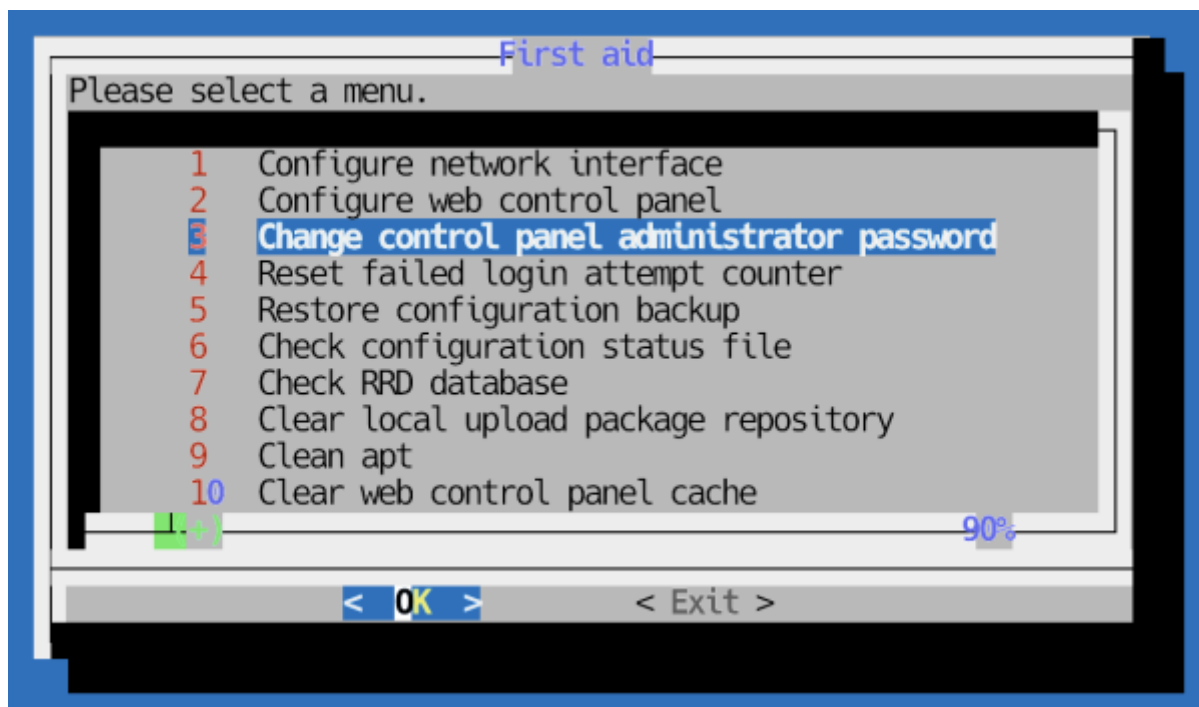 First aid
Please select a menu.
1 Configure network interface
2 Configure web control panel
3 Change control panel administrator password
4 Reset failed login attempt counter
5 Restore configuration backup
6 Check configuration status file
7 Check RRD database
8 Clear local upload package repository
9 Clean apt
10 Clear web control panel cache
(+) 90%
< OK > < Exit >